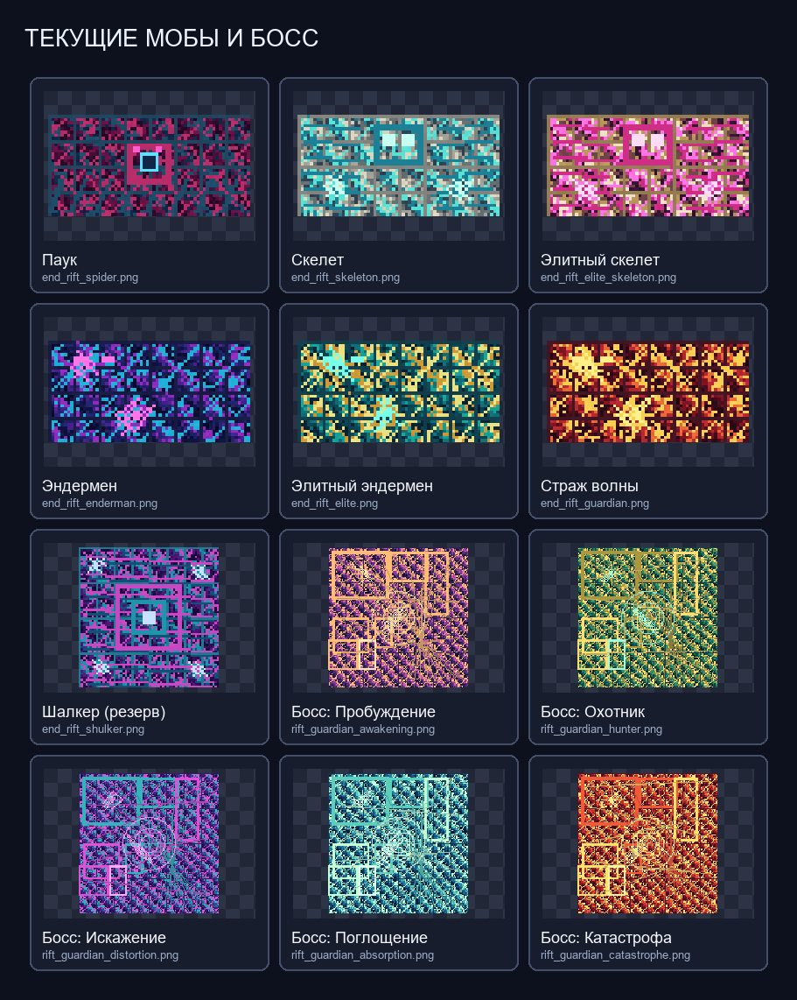 ТЕКУЩИЕ МОБЫ И БОСС
Паук
end_rift_spider.png
Скелет
end_rift_skeleton.png
Элитный скелет
end_rift_elite_skeleton.png
Эндермен
end_rift_enderman.png
Элитный эндермен
end_rift_elite.png
Страж волны
end_rift_guardian.png
Шалкер (резерв)
end_rift_shulker.png
Босс: Пробуждение
rift_guardian_awakening.png
Босс: Охотник
rift_guardian_hunter.png
Босс: Искажение
rift_guardian_distortion.png
Босс: Поглощение
rift_guardian_absorption.png
Босс: Катастрофа
rift_guardian_catastrophe.png